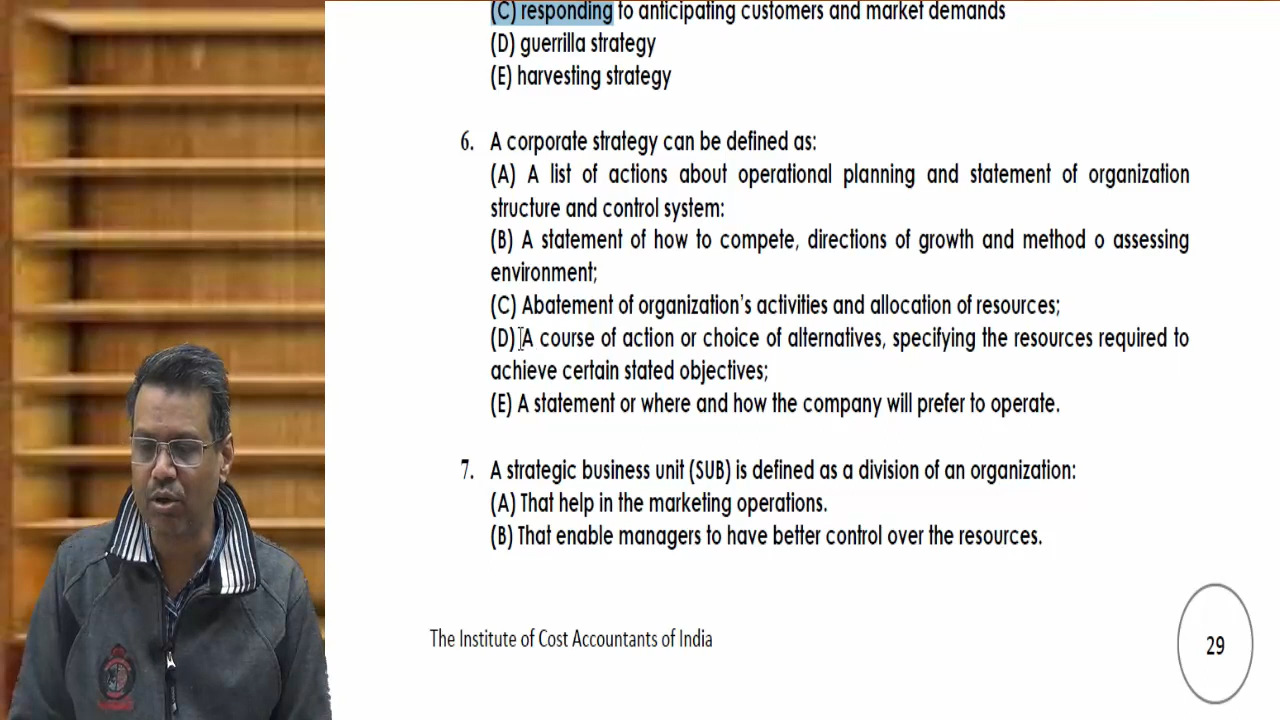 (C) responding to anticipating customers and market demands
(D) guerrilla strategy
(E) harvesting strategy
6. A corporate strategy can be defined as:
(A) A list of actions about operational planning and statement of organization
structure and control system:
(B) A statement of how to compete, directions of growth and method o assessing
environment;
(C) Abatement of organization's activities and allocation of resources;
(D) A course of action or choice of alternatives, specifying the resources required to
achieve certain stated objectives;
(E) A statement or where and how the company will prefer to operate.
7. A strategic business unit (SUB) is defined as a division of an organization:
(A) That help in the marketing operations.
(B) That enable managers to have better control over the resources.
The Institute of Cost Accountants of India
29